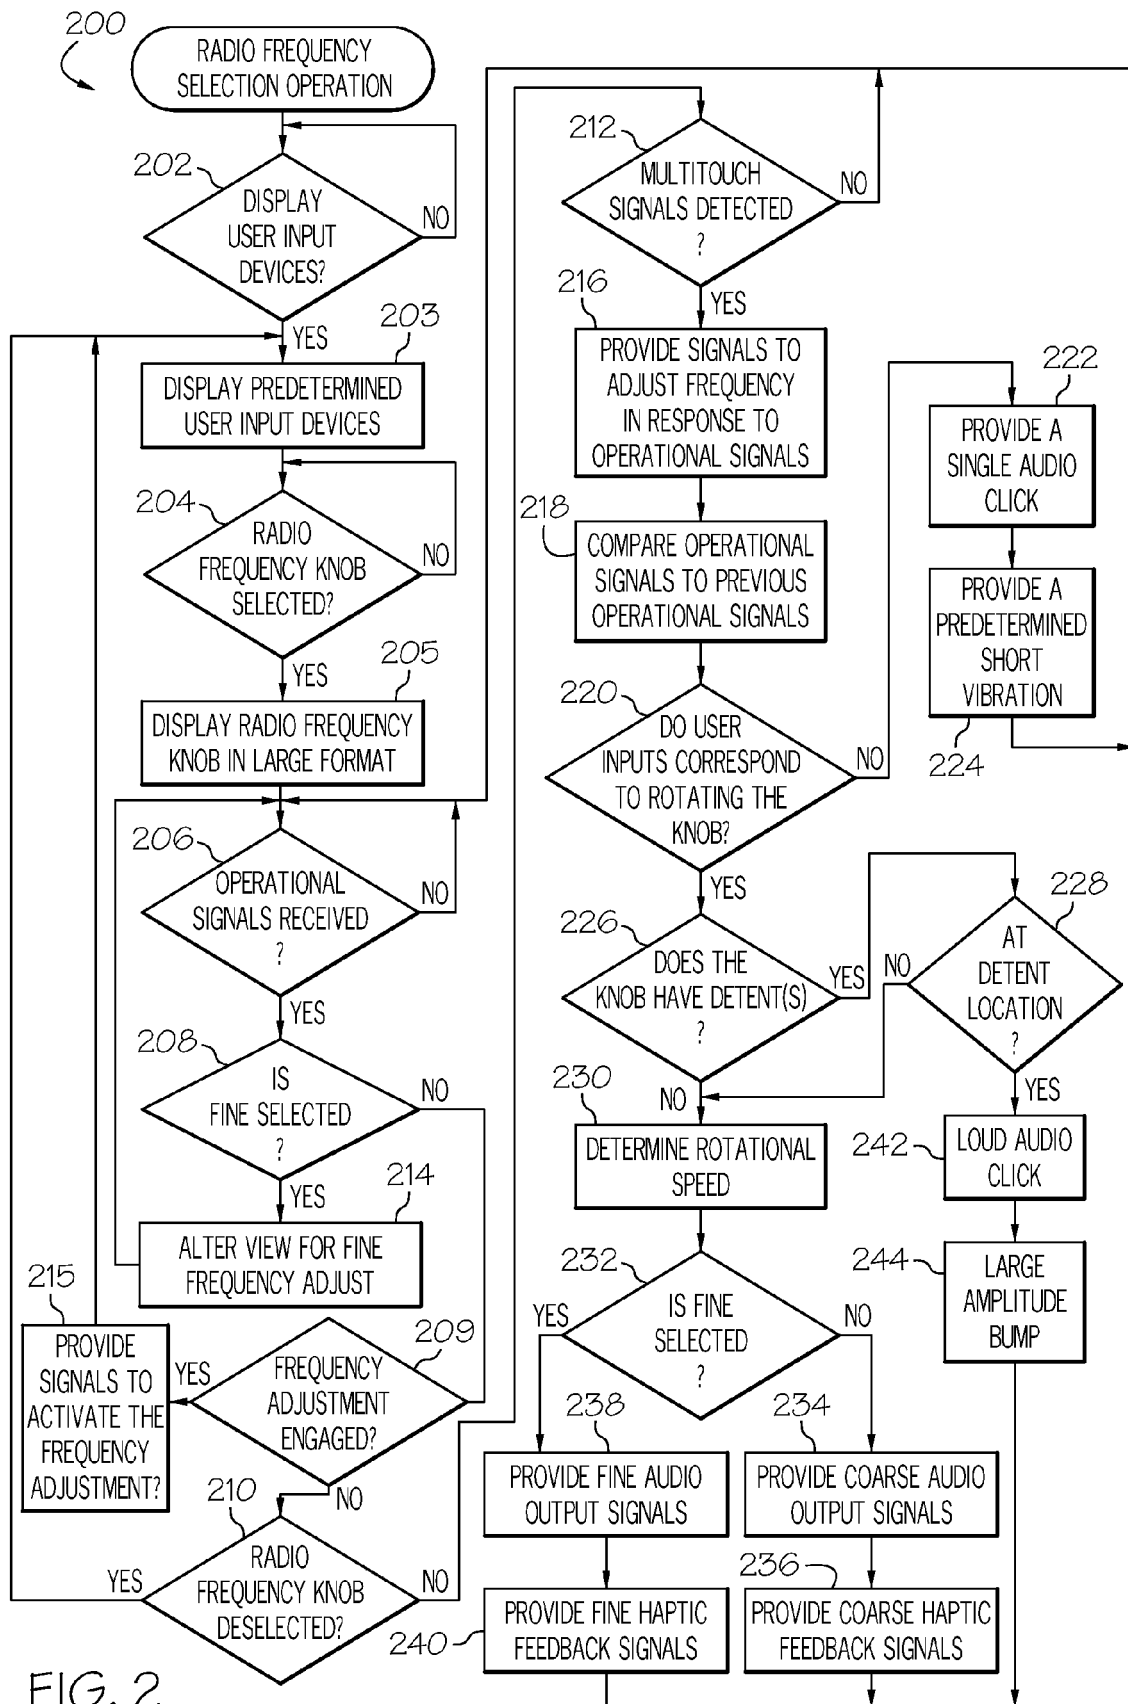 200
RADIO FREQUENCY
SELECTION OPERATION
202
DISPLAY
USER INPUT
DEVICES?
NO
YES
203
DISPLAY PREDETERMINED
USER INPUT DEVICES
204
RADIO
FREQUENCY KNOB
SELECTED?
NO
YES
205
DISPLAY RADIO FREQUENCY
KNOB IN LARGE FORMAT
206
OPERATIONAL
SIGNALS RECEIVED
?
NO
YES
208
IS
FINE SELECTED
?
NO
YES
214
ALTER VIEW FOR FINE
FREQUENCY ADJUST
215
PROVIDE
SIGNALS TO
ACTIVATE THE
FREQUENCY
ADJUSTMENT?
YES
209
FREQUENCY
ADJUSTMENT
ENGAGED?
NO
210
RADIO
FREQUENCY KNOB
DESELECTED?
YES
NO
212
MULTITOUCH
SIGNALS DETECTED
?
NO
YES
216
PROVIDE SIGNALS TO
ADJUST FREQUENCY
IN RESPONSE TO
OPERATIONAL SIGNALS
218
COMPARE OPERATIONAL
SIGNALS TO PREVIOUS
OPERATIONAL SIGNALS
220
DO USER
INPUTS CORRESPOND
TO ROTATING THE
KNOB?
NO
YES
222
PROVIDE A
SINGLE AUDIO
CLICK
PROVIDE A
PREDETERMINED
SHORT
VIBRATION
224
226
DOES THE
KNOB HAVE DETENT(S)
?
YES
NO
228
AT
DETENT
LOCATION
?
NO
YES
230
DETERMINE ROTATIONAL
SPEED
242
LOUD AUDIO
CLICK
244
LARGE
AMPLITUDE
BUMP
232
IS FINE
SELECTED
?
YES
NO
238
PROVIDE FINE AUDIO
OUTPUT SIGNALS
234
PROVIDE COARSE AUDIO
OUTPUT SIGNALS
240
PROVIDE FINE HAPTIC
FEEDBACK SIGNALS
236
PROVIDE COARSE HAPTIC
FEEDBACK SIGNALS
FIG. 2